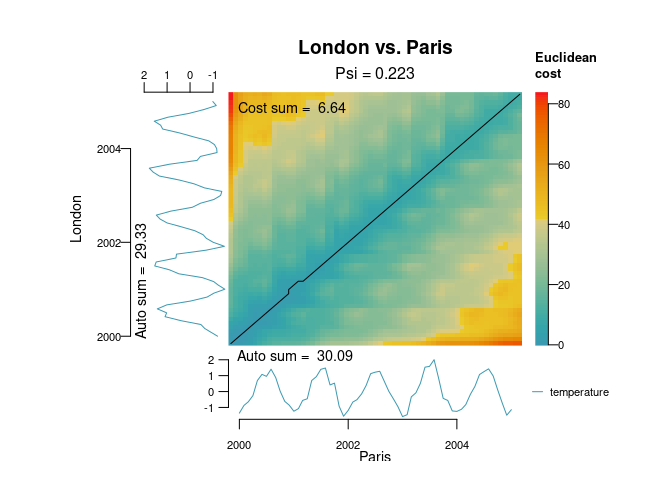 London vs. Paris
Psi = 0.223
Euclidean
cost
2 1 0 -1
Cost sum = 6.64
80
60
40
20
0
2004
2002
2000
London
Auto sum = 29.33
Auto sum = 30.09
2
1
0
-1
temperature
2000 2002 2004
Paris